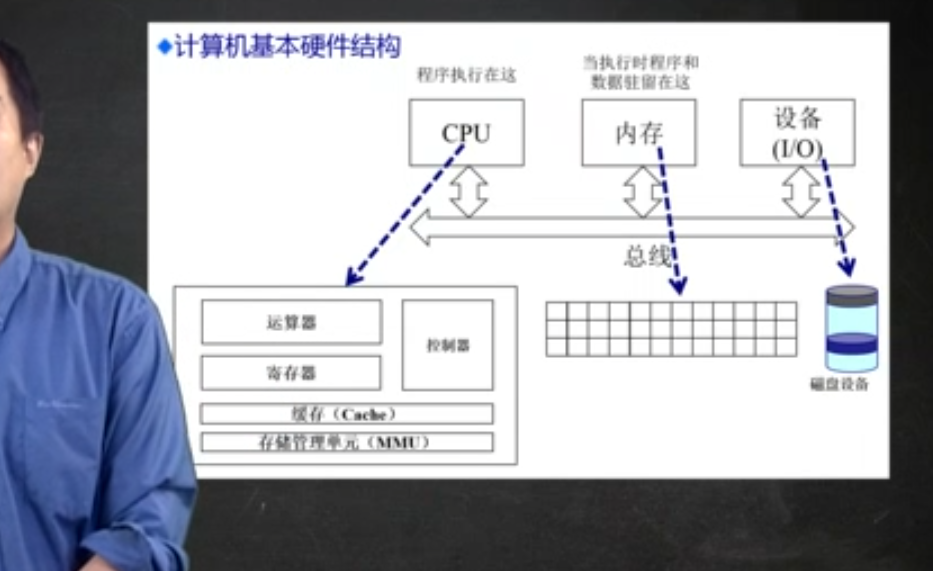 计算机基本硬件结构
程序执行在这
当执行时程序和
数据驻留在这
CPU
内存
设备
(I/O)
总线
运算器
控制器
寄存器
缓存（Cache）
存储管理单元（MMU）
磁盘设备